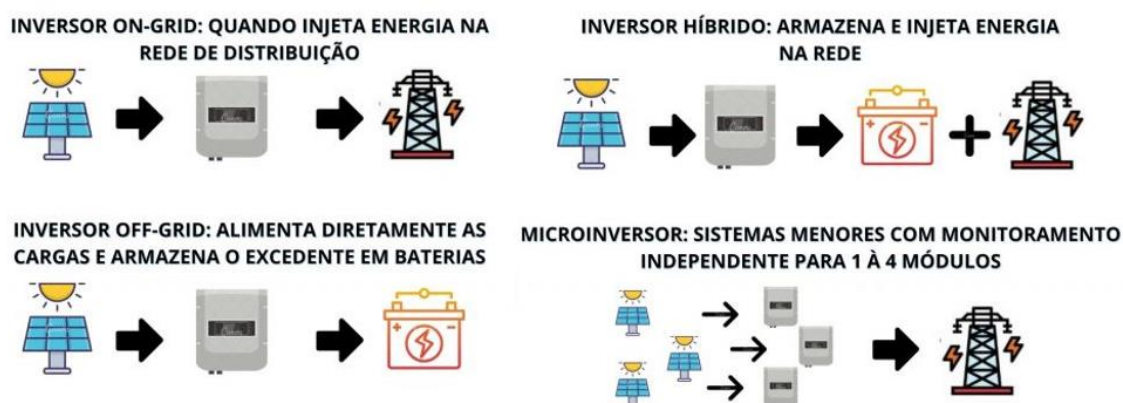 INVERSOR ON-GRID: QUANDO INJETA ENERGIA NA
REDE DE DISTRIBUIÇÃO
INVERSOR HÍBRIDO: ARMAZENA E INJETA ENERGIA
NA REDE
INVERSOR OFF-GRID: ALIMENTA DIRETAMENTE AS
CARGAS E ARMAZENA O EXCEDENTE EM BATERIAS
MICROINVERSOR: SISTEMAS MENORES COM MONITORAMENTO
INDEPENDENTE PARA 1 À 4 MÓDULOS